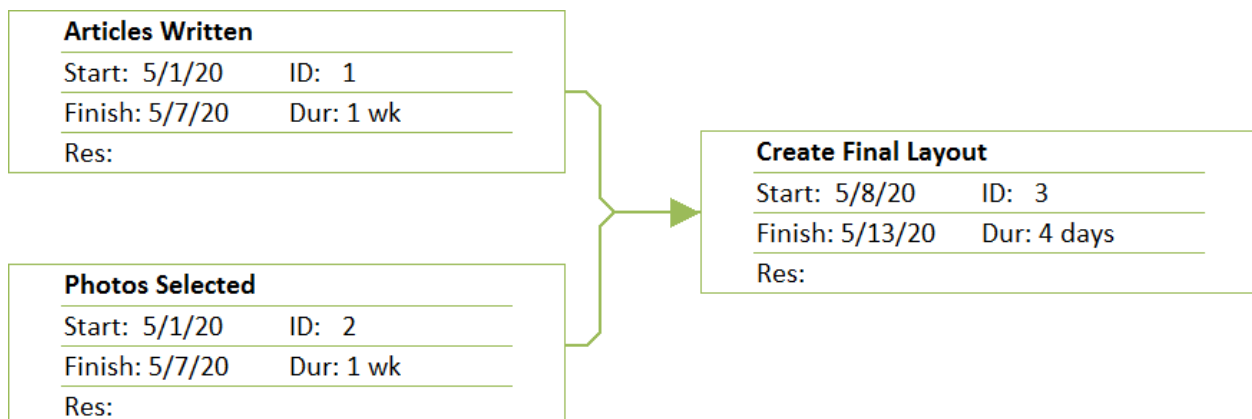 Articles Written
Start: 5/1/20 ID: 1
Finish: 5/7/20 Dur: 1 wk
Res:
Photos Selected
Start: 5/1/20 ID: 2
Finish: 5/7/20 Dur: 1 wk
Res:
Create Final Layout
Start: 5/8/20 ID: 3
Finish: 5/13/20 Dur: 4 days
Res: